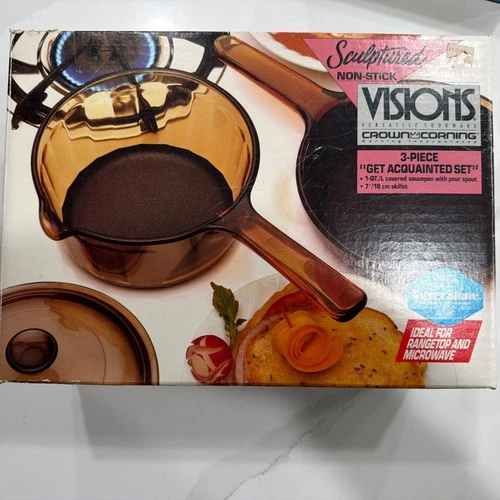 Sculptured
NON-STICK
VISIONS
VERSATILE COOKWARE
CROWN CORNING
Corning Incorporated
3-PIECE
"GET ACQUAINTED SET"
• 1-QT./L covered saucepan with pour spout
• 7"/18 cm skillet
SilverStone
IDEAL FOR
RANGETOP AND
MICROWAVE